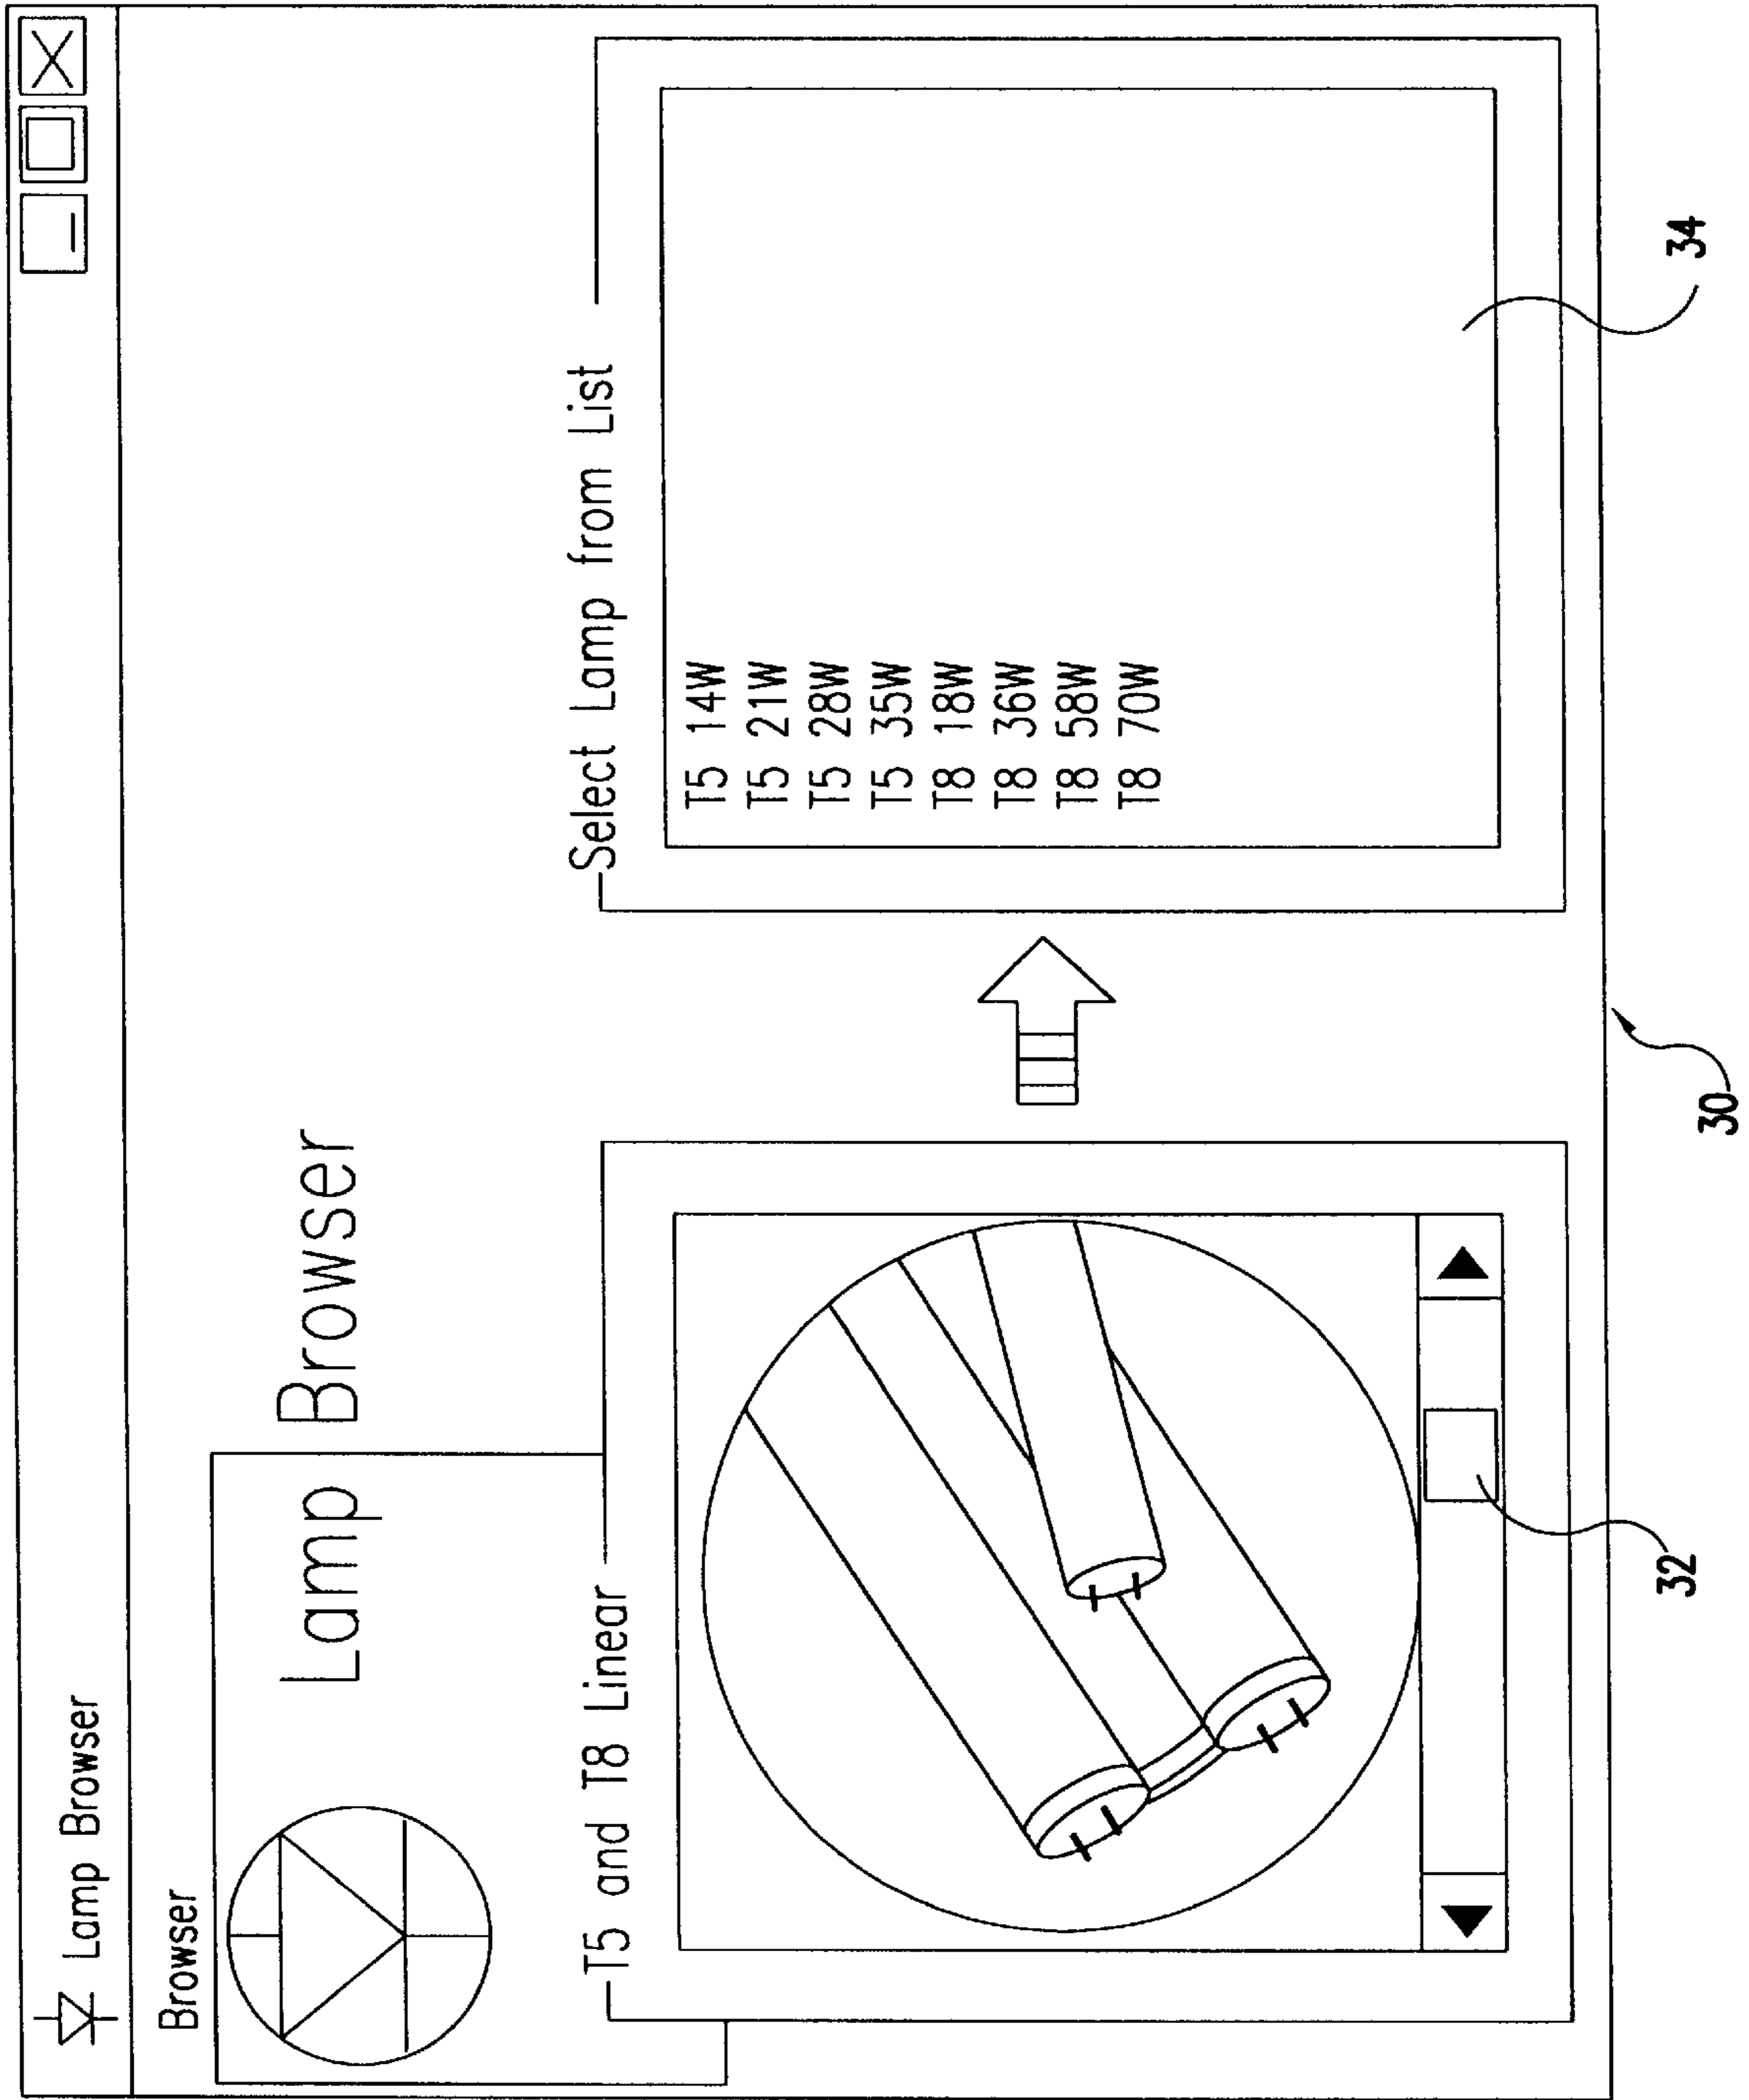 Lamp Browser
Browser
Lamp Browser
T5 and T8 Linear
Select Lamp from List
T5 14W
T5 21W
T5 28W
T5 35W
T8 18W
T8 36W
T8 58W
T8 70W
32
30
34